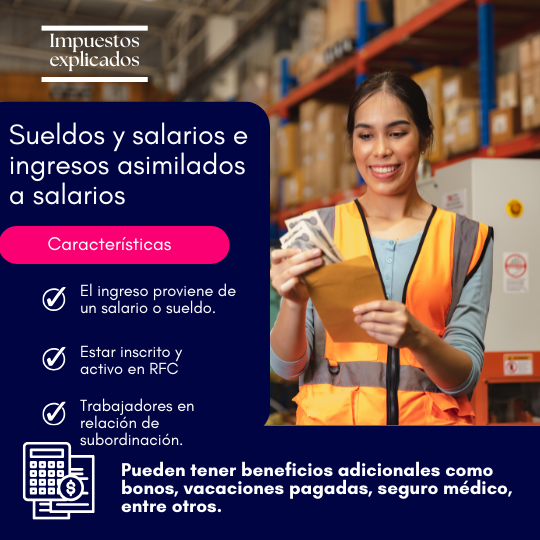 Impuestos
explicados
Sueldos y salarios e
ingresos asimilados
a salarios
Características
El ingreso proviene de
un salario o sueldo.
Estar inscrito y
activo en RFC
Trabajadores en
relación de
subordinación.
Pueden tener beneficios adicionales como
bonos, vacaciones pagadas, seguro médico,
entre otros.